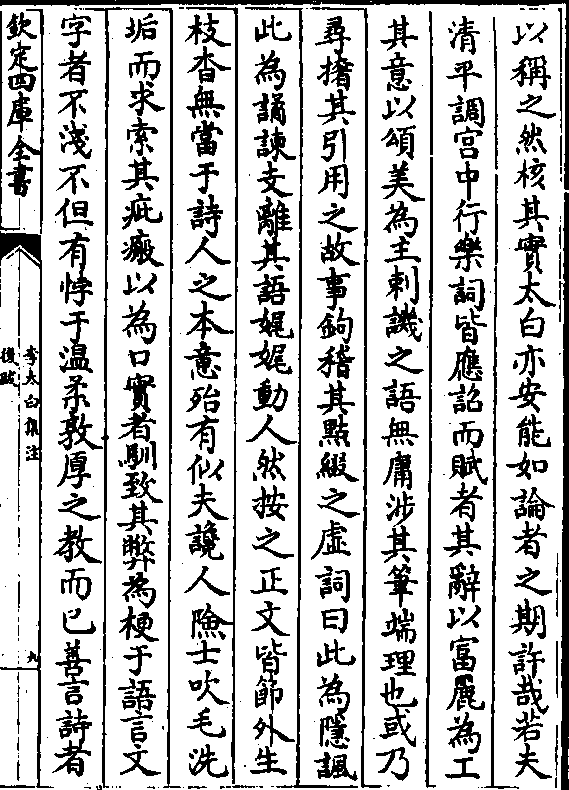 以稱之然核其實太白亦安能如論者之期許哉若夫
清平調宫中行樂詞皆應詔而賦者其辭以富麗為工
其意以頌美為主刺譏之語無庸涉其筆端理也或乃
尋撦其引用之故事鉤稽其㸃綴之虚詞曰此為隱諷
此為譎諫支離其語娓娓動人然按之正文皆節外生
枝杳無當于詩人之本意殆有似夫讒人險士吹毛洗
垢而求索其疵瘢以為口實者馴致其弊為梗于語言文
字者不淺不但有悖于温柔敦厚之教而已善言詩者
欽定四庫全書
李太白集注
後跋
九